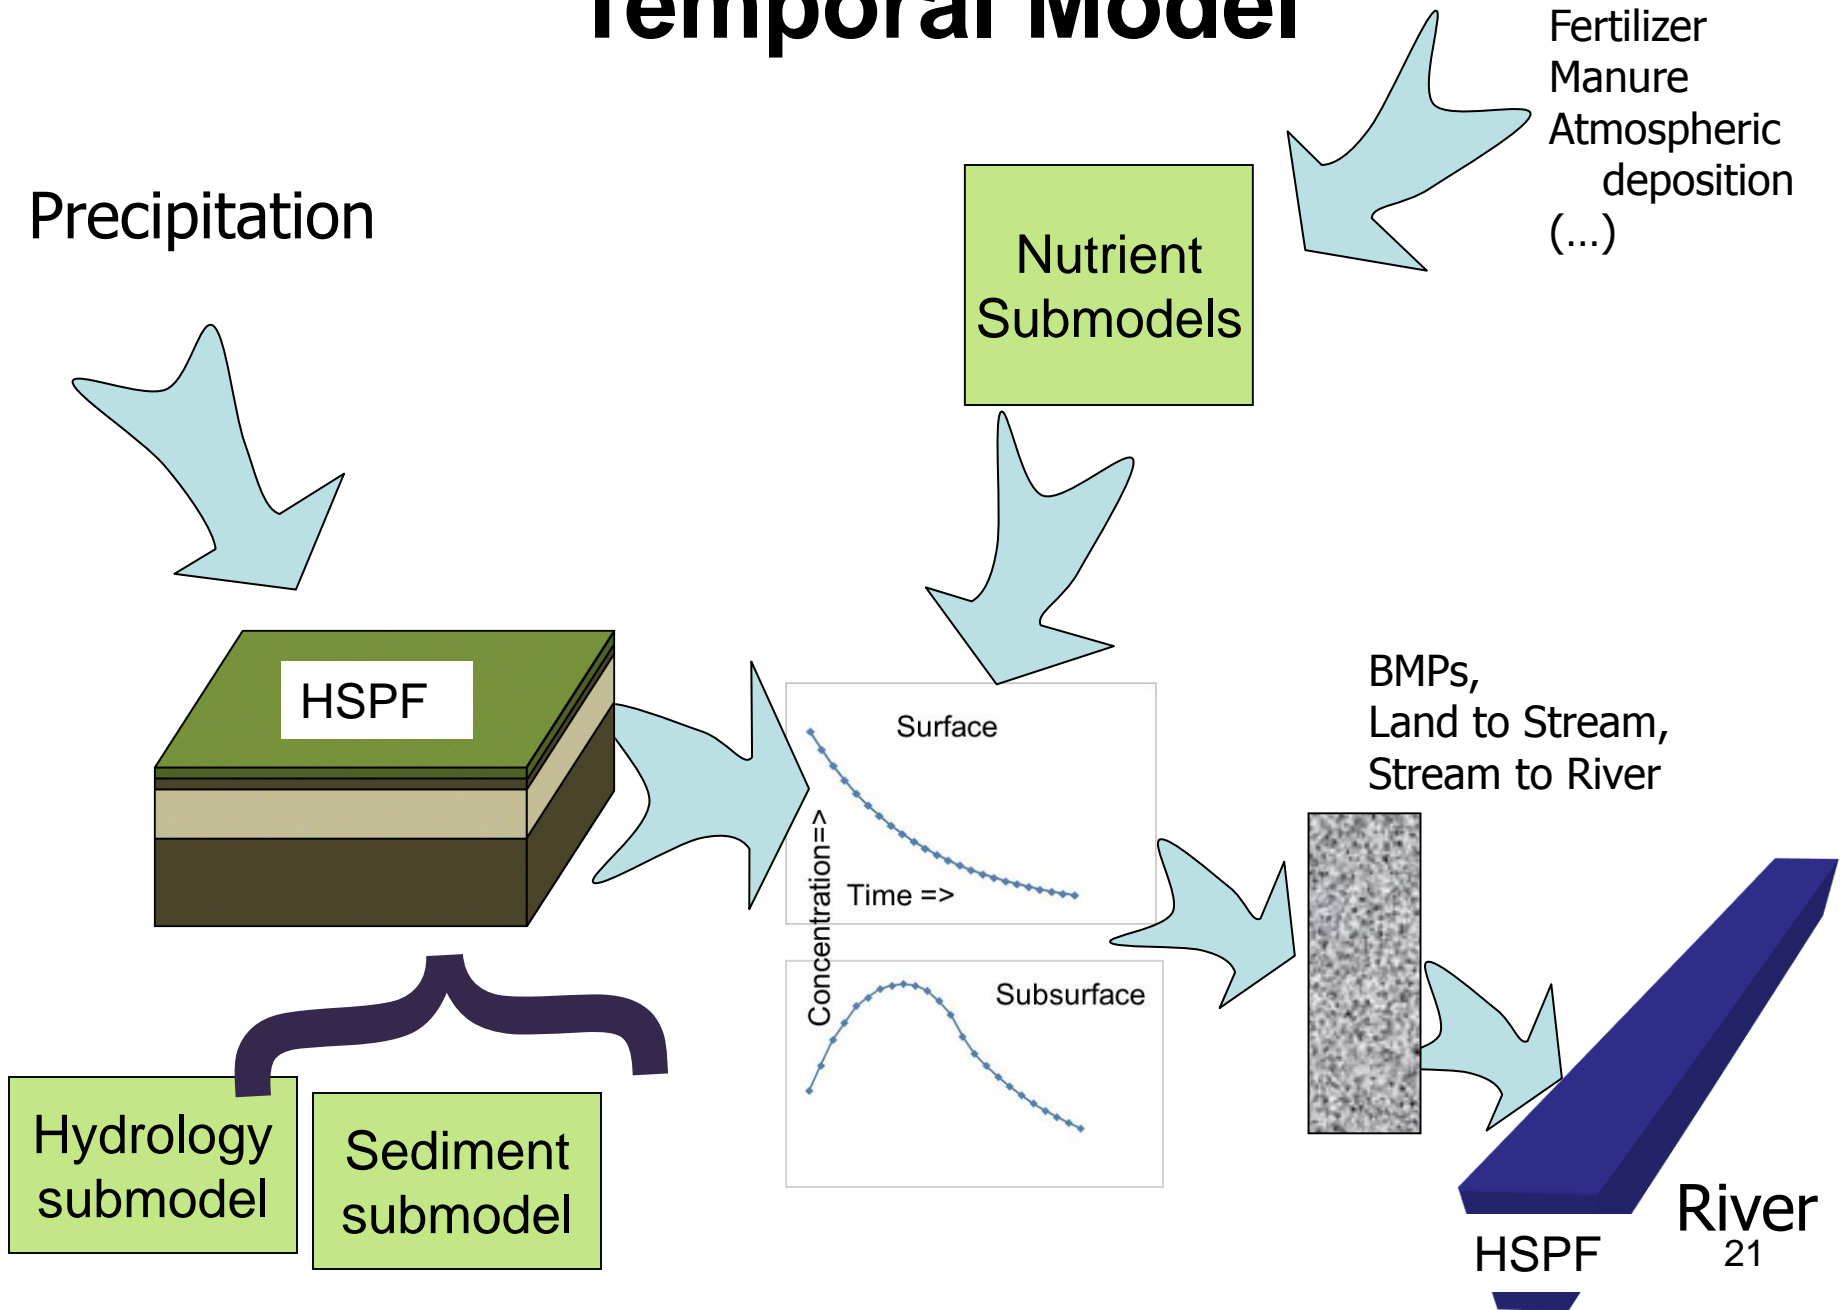 Temporal Model
Fertilizer
Manure
Atmospheric
deposition
(...)
Precipitation
Nutrient
Submodels
HSPF
Surface
Concentration=>
Time =>
Subsurface
BMPs,
Land to Stream,
Stream to River
Hydrology
submodel
Sediment
submodel
River
HSPF
21